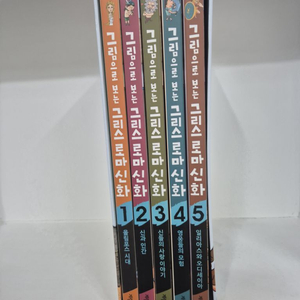 그림으로 보는 그리스 로마 신화 1 올림포스 시대
그림으로 보는 그리스 로마 신화 2 신과 인간
그림으로 보는 그리스 로마 신화 3 신들의 사랑 이야기
그림으로 보는 그리스 로마 신화 4 영웅들의 모험
그림으로 보는 그리스 로마 신화 5 일리아스와 오디세이아